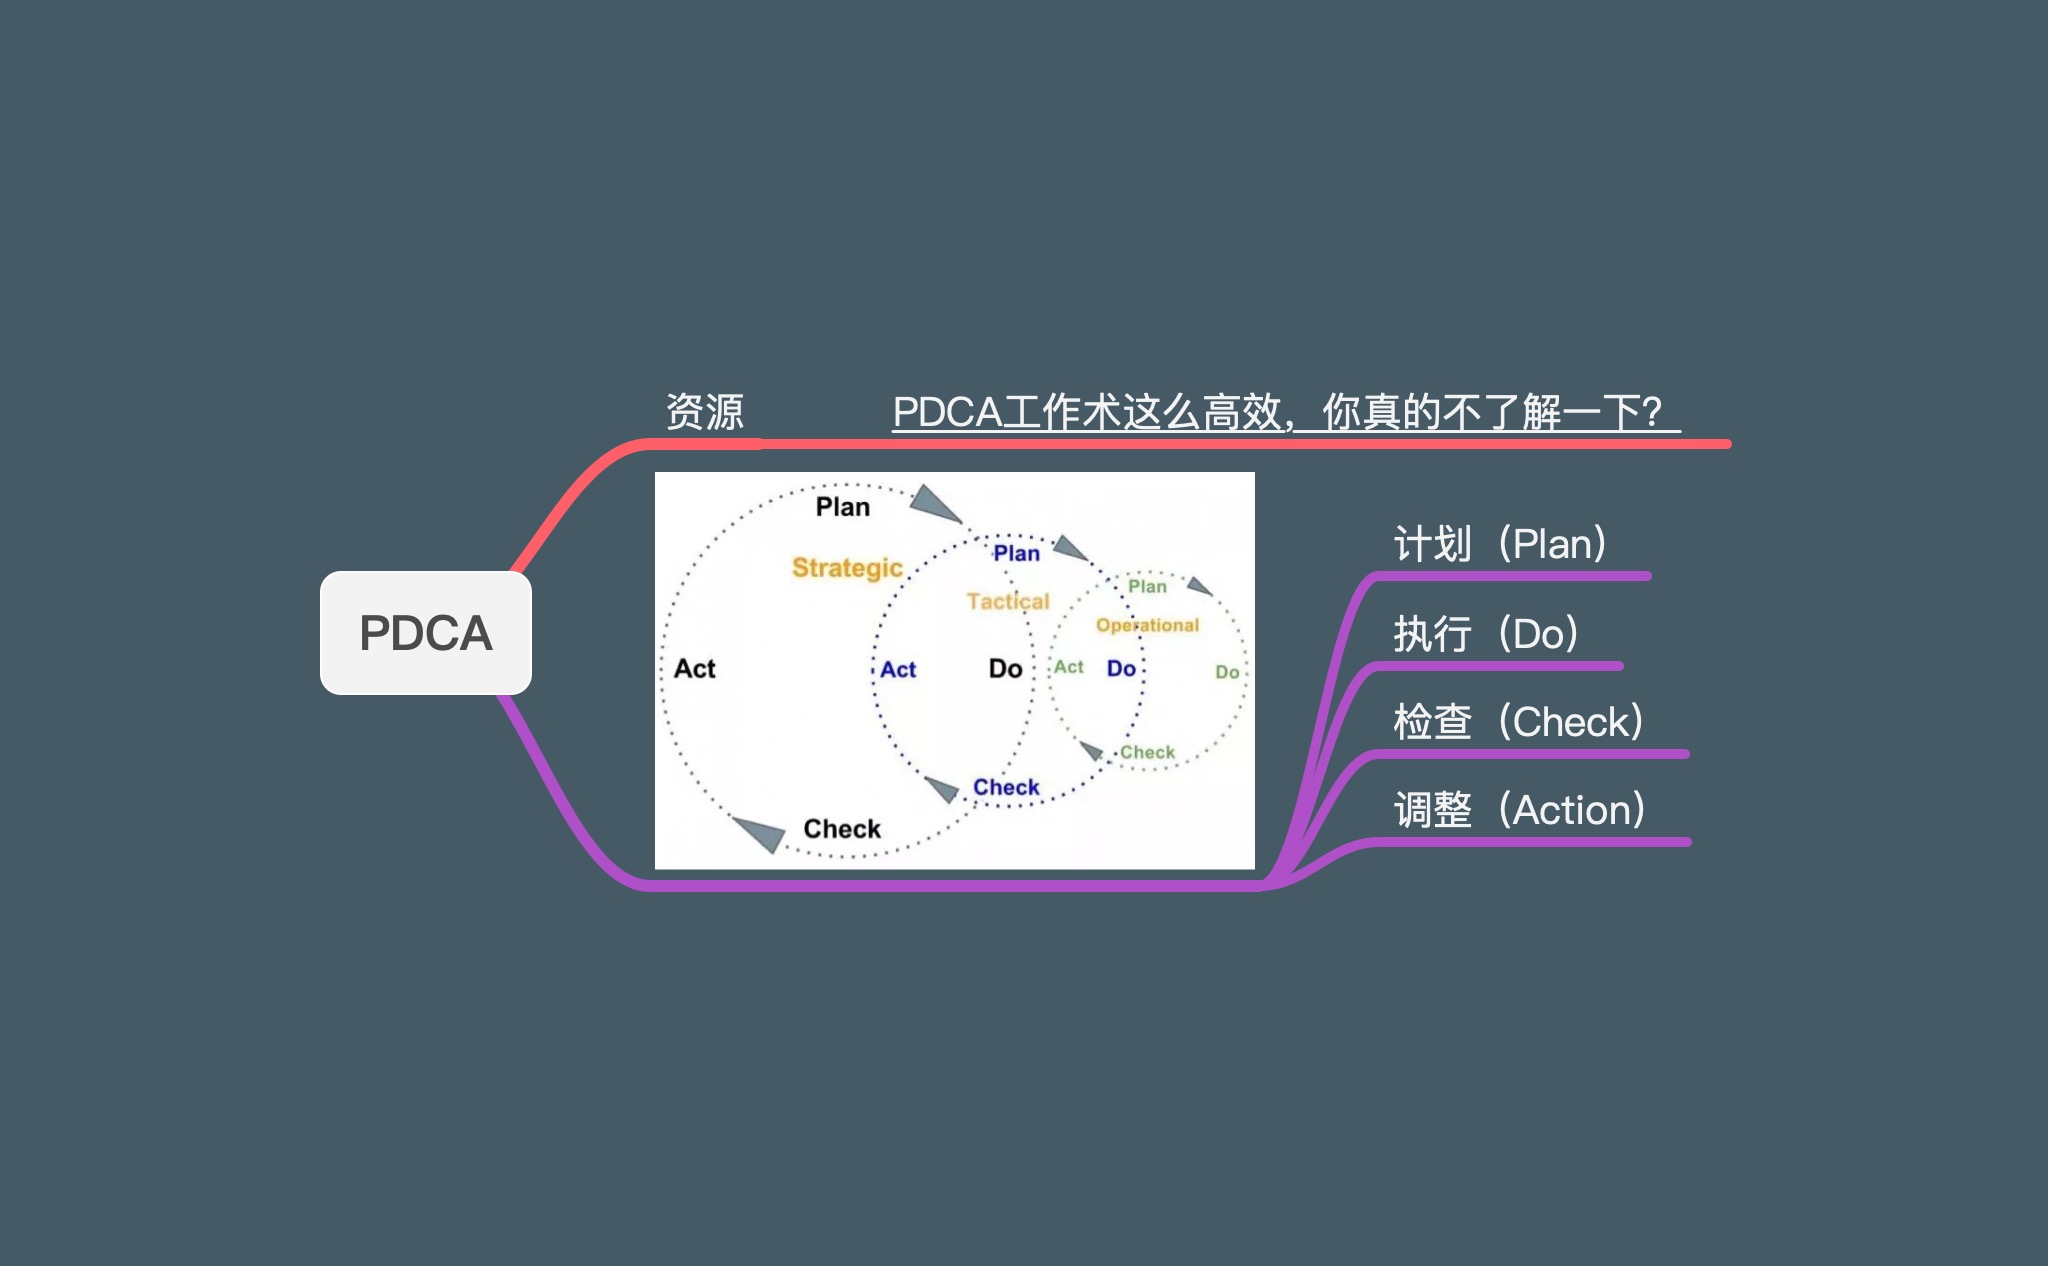 PDCA
资源
PDCA工作术这么高效，你真的不了解一下？
Plan
Strategic
Act
Do
Check
Plan
Tactical
Act
Do
Check
Plan
Operational
Act
Do
Check
计划（Plan）
执行（Do）
检查（Check）
调整（Action）